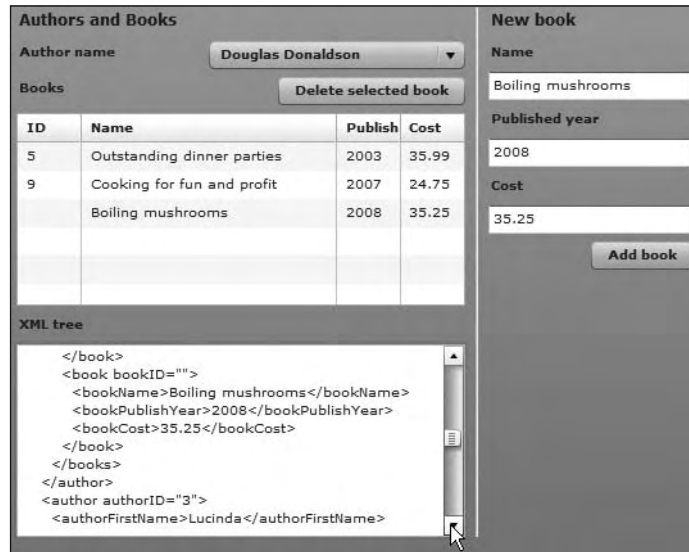 Authors and Books
Author name
Douglas Donaldson
Books
Delete selected book
ID Name Publish Cost
5 Outstanding dinner parties 2003 35.99
9 Cooking for fun and profit 2007 24.75
Boiling mushrooms 2008 35.25
XML tree
</book>
<book bookID="">
<bookName>Boiling mushrooms</bookName>
<bookPublishYear>2008</bookPublishYear>
<bookCost>35.25</bookCost>
</book>
</books>
</author>
<author authorID="3">
<authorFirstName>Lucinda</authorFirstName>
New book
Name
Boiling mushrooms
Published year
2008
Cost
35.25
Add book